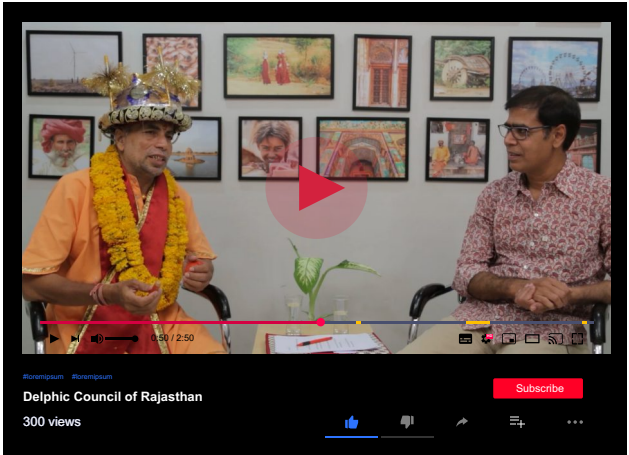 0:50 / 2:50
#loremipsum #loremipsum
Delphic Council of Rajasthan
Subscribe
300 views